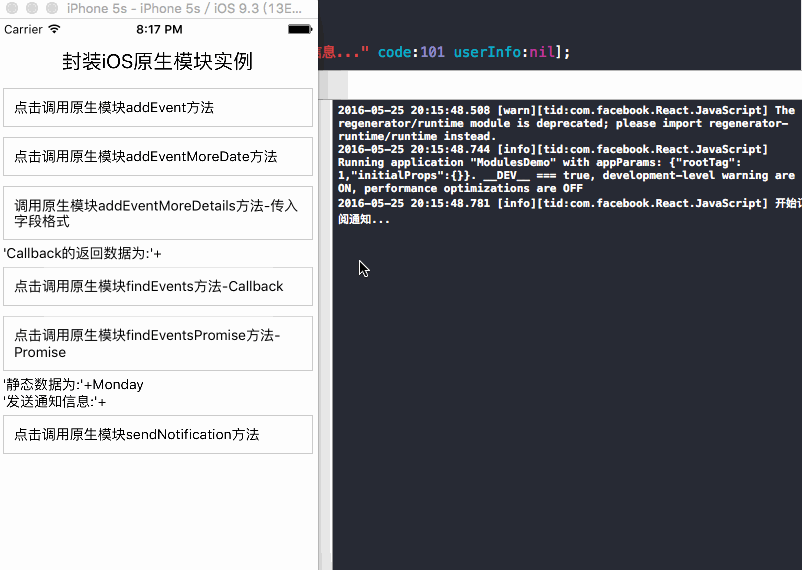 iPhone 5s - iPhone 5s / iOS 9.3 (13E...
Carrier
8:17 PM
封装iOS原生模块实例
点击调用原生模块addEvent方法
点击调用原生模块addEventMoreDate方法
调用原生模块addEventMoreDetails方法-传入
字段格式
'Callback的返回数据为:'+
点击调用原生模块findEvents方法-Callback
点击调用原生模块findEventsPromise方法-
Promise
'静态数据为:'+Monday
'发送通知信息:'+
点击调用原生模块sendNotification方法
息..." code:101 userInfo:nil];
2016-05-25 20:15:48.508 [warn][tid:com.facebook.React.JavaScript] The
regenerator/runtime module is deprecated; please import regenerator-
runtime/runtime instead.
2016-05-25 20:15:48.744 [info][tid:com.facebook.React.JavaScript]
Running application "ModulesDemo" with appParams: {"rootTag":
1,"initialProps":{}}. __DEV__ === true, development-level warning are
ON, performance optimizations are OFF
2016-05-25 20:15:48.781 [info][tid:com.facebook.React.JavaScript] 开始订
阅通知...